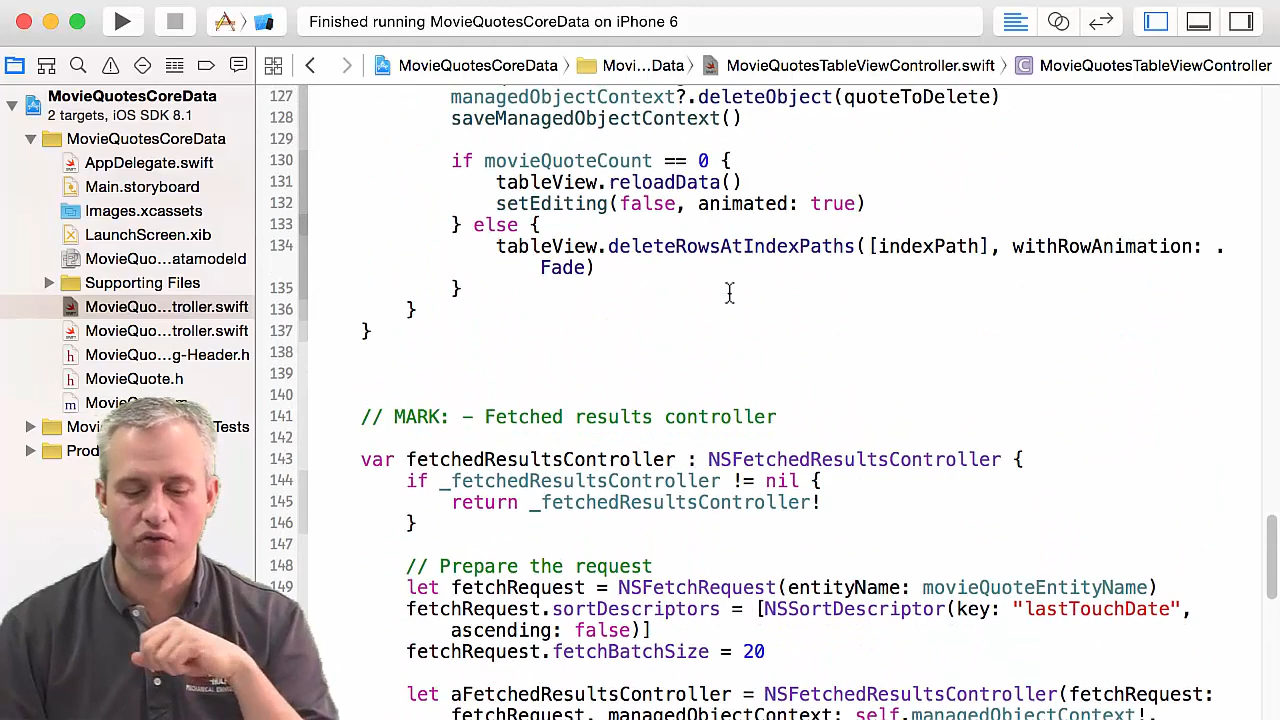 Finished running MovieQuotesCoreData on iPhone 6
MovieQuotesCoreData
Movi...Data
MovieQuotesTableViewController.swift
MovieQuotesTableViewController
MovieQuotesCoreData
2 targets, iOS SDK 8.1
MovieQuotesCoreData
AppDelegate.swift
Main.storyboard
Images.xcassets
LaunchScreen.xib
MovieQuo...atamodeld
Supporting Files
MovieQuo...troller.swift
MovieQuo...troller.swift
MovieQuo...g-Header.h
MovieQuote.h
127 managedObjectContext?.deleteObject(quoteToDelete)
128 saveManagedObjectContext()
129
130 if movieQuoteCount == 0 {
131 tableView.reloadData()
132 setEditing(false, animated: true)
133 } else {
134 tableView.deleteRowsAtIndexPaths([indexPath], withRowAnimation: .
Fade)
135 }
136 }
137 }
138
139
140
141 // MARK: - Fetched results controller
142
143 var fetchedResultsController : NSFetchedResultsController {
144 if _fetchedResultsController != nil {
145 return _fetchedResultsController!
146 }
147
148 // Prepare the request
149 let fetchRequest = NSFetchRequest(entityName: movieQuoteEntityName)
fetchRequest.sortDescriptors = [NSSortDescriptor(key: "lastTouchDate",
ascending: false)]
fetchRequest.fetchBatchSize = 20
let aFetchedResultsController = NSFetchedResultsController(fetchRequest:
fetchRequest, managedObjectContext: self.managedObjectContext!,